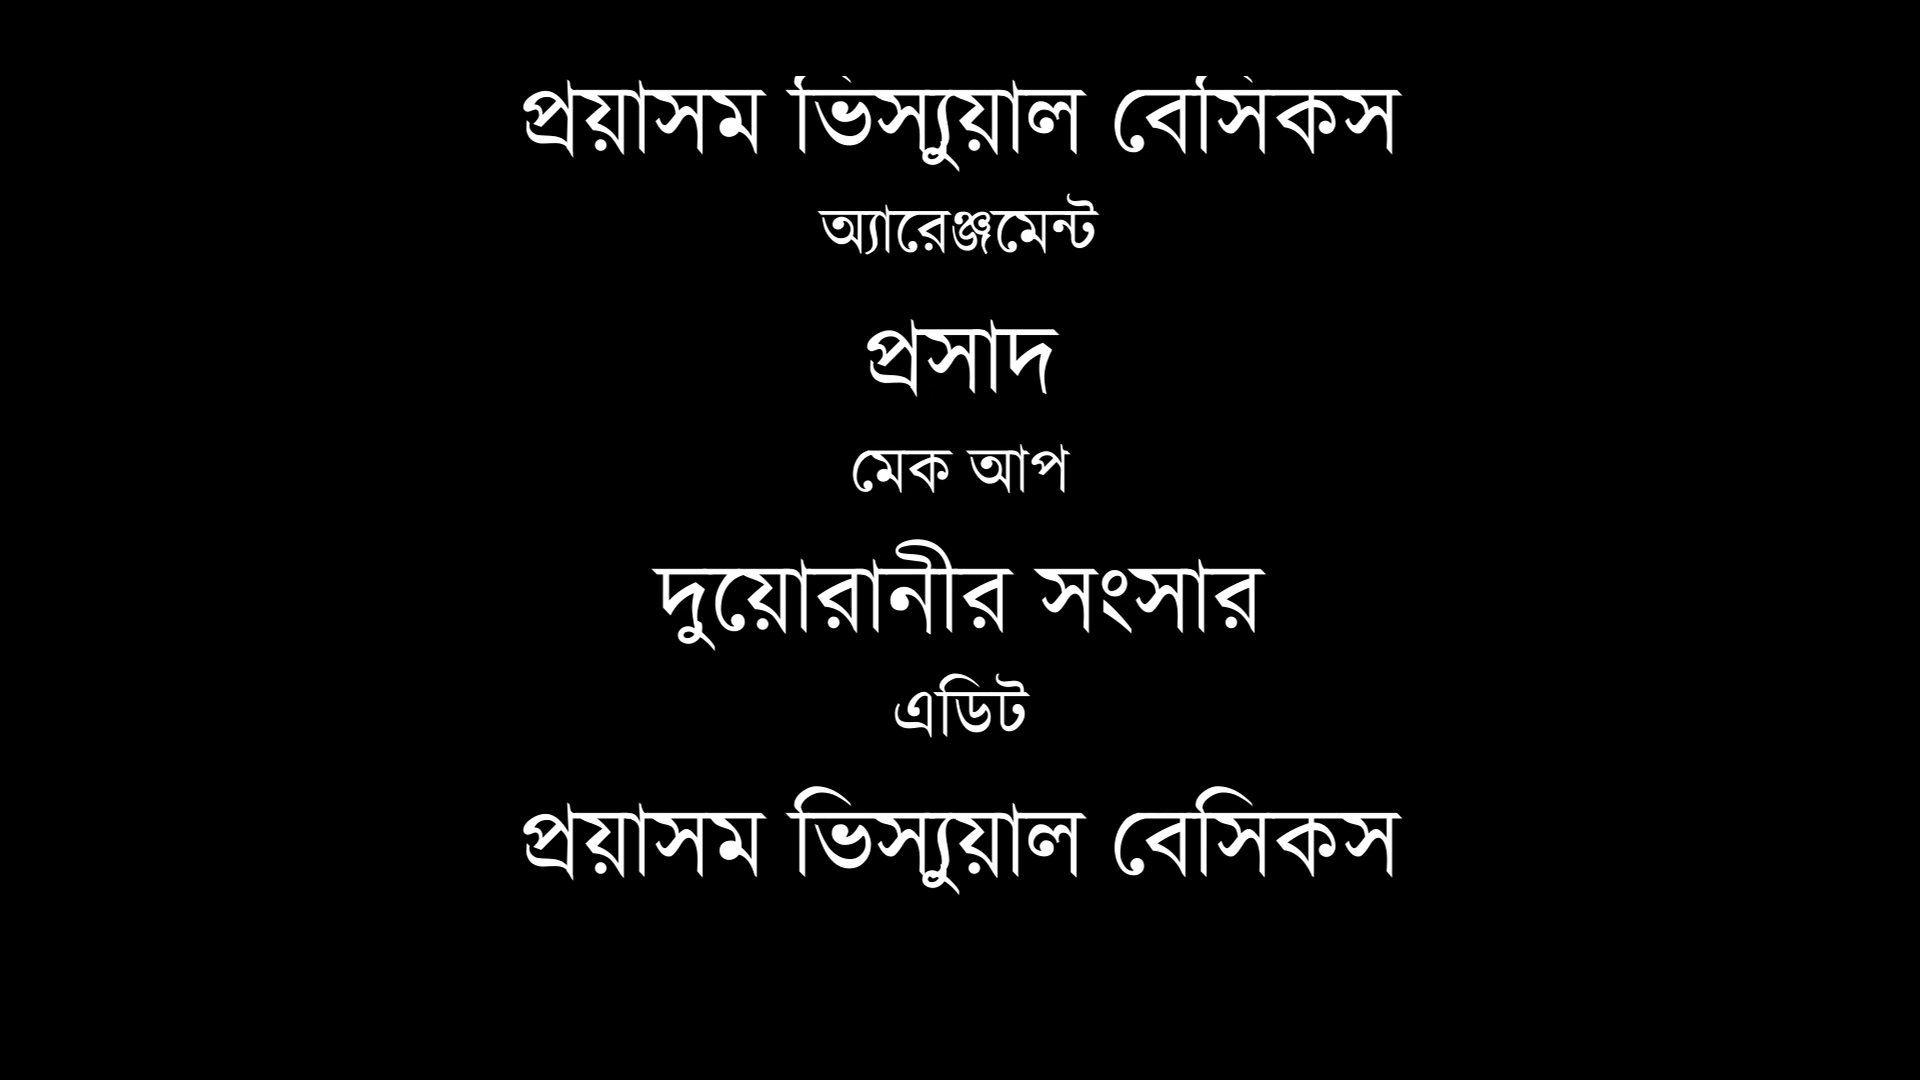 প্রয়াসম ভিস্যুয়াল বেসিকস
অ্যারেঞ্জমেন্ট
প্রসাদ
মেক আপ
দুয়োরানীর সংসার
এডিট
প্রয়াসম ভিস্যুয়াল বেসিকস